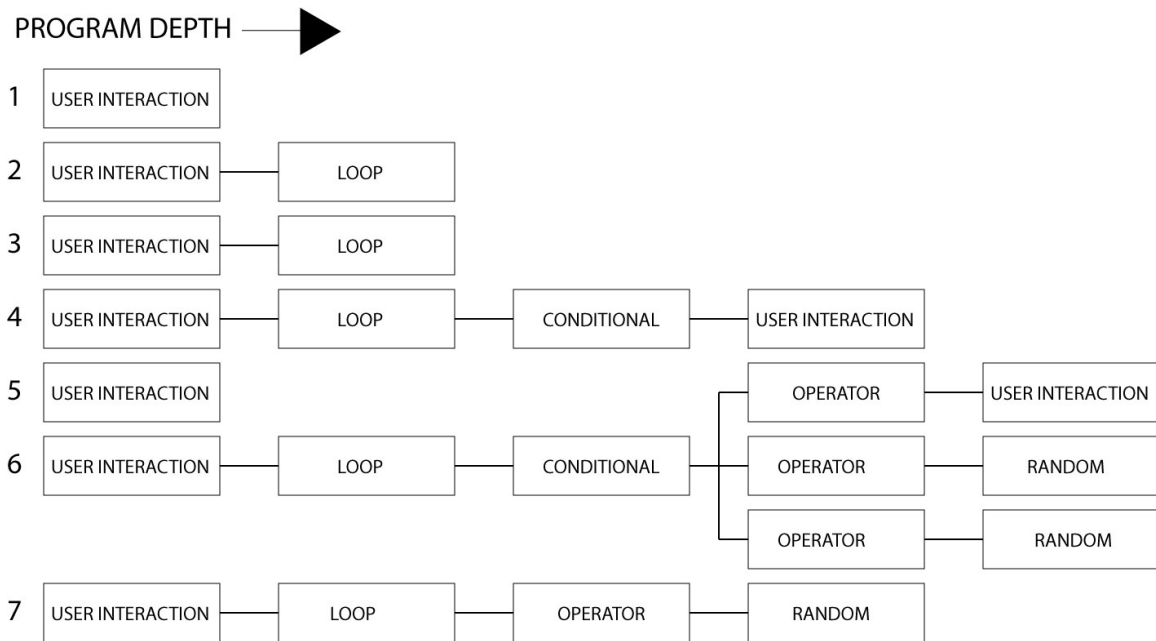 PROGRAM DEPTH
1 USER INTERACTION
2 USER INTERACTION LOOP
3 USER INTERACTION LOOP
4 USER INTERACTION LOOP CONDITIONAL USER INTERACTION
5 USER INTERACTION OPERATOR USER INTERACTION
6 USER INTERACTION LOOP CONDITIONAL OPERATOR RANDOM
OPERATOR RANDOM
7 USER INTERACTION LOOP OPERATOR RANDOM